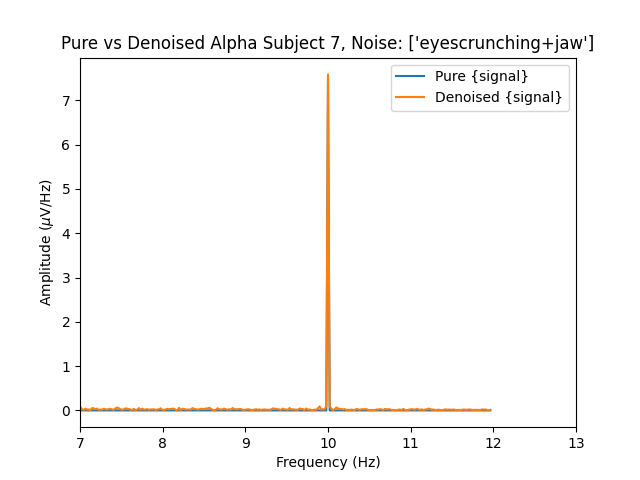 Pure vs Denoised Alpha Subject 7, Noise: ['eyescrunching+jaw']
Pure {signal}
Denoised {signal}
Amplitude (μV/Hz)
7
6
5
4
3
2
1
0
7 8 9 10 11 12 13
Frequency (Hz)